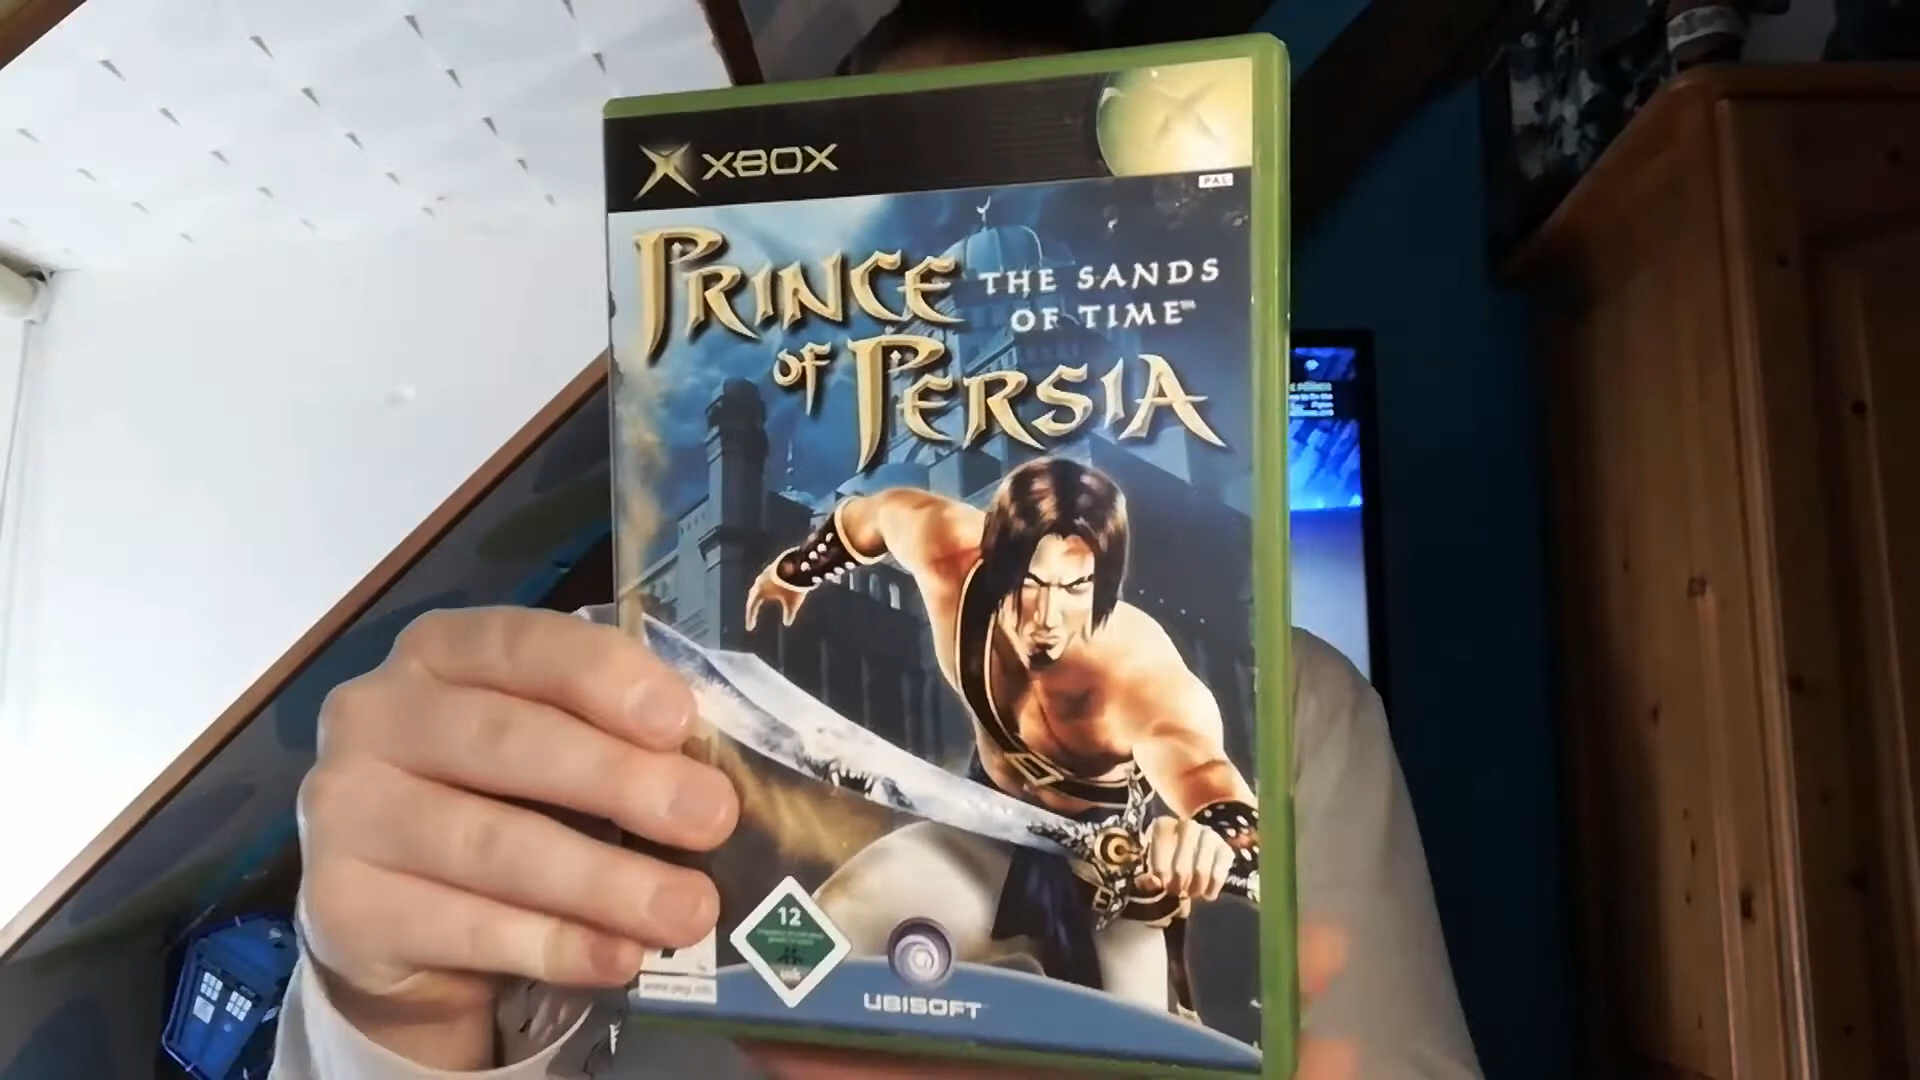 XBOX
PAL
PRINCE
THE SANDS
OF TIME™
OF PERSIA
12
www.pegi.info
UBISOFT